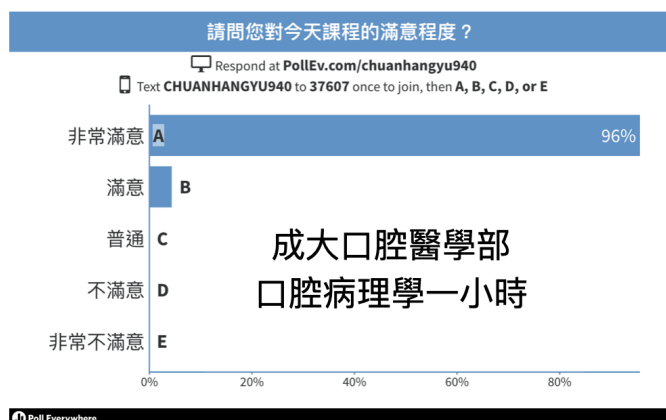 請問您對今天課程的滿意程度？
Respond at PollEv.com/chuanhangyu940
Text CHUANHANGYU940 to 37607 once to join, then A, B, C, D, or E
非常滿意 A 96%
滿意 B
普通 C
不滿意 D
非常不滿意 E
成大口腔醫學部
口腔病理學一小時
0% 20% 40% 60% 80%
Poll Everywhere